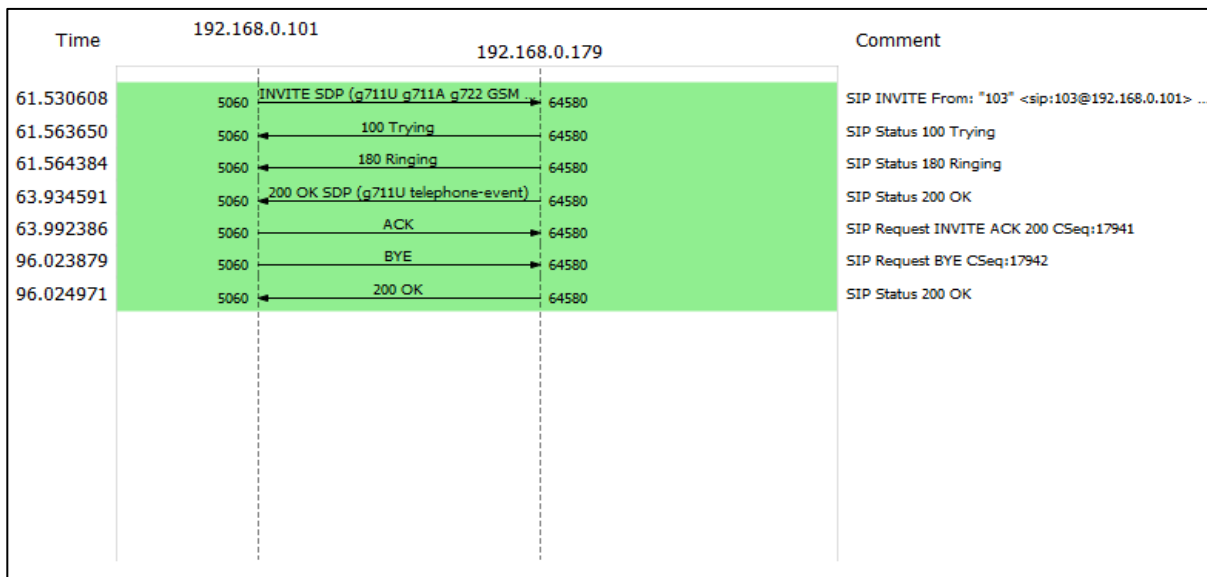 Time 192.168.0.101 192.168.0.179 Comment
61.530608 5060 INVITE SDP (g711U g711A g722 GSM ... 64580 SIP INVITE From: "103" <sip:103@192.168.0.101> ...
61.563650 5060 100 Trying 64580 SIP Status 100 Trying
61.564384 5060 180 Ringing 64580 SIP Status 180 Ringing
63.934591 5060 200 OK SDP (g711U telephone-event) 64580 SIP Status 200 OK
63.992386 5060 ACK 64580 SIP Request INVITE ACK 200 CSeq:17941
96.023879 5060 BYE 64580 SIP Request BYE CSeq:17942
96.024971 5060 200 OK 64580 SIP Status 200 OK